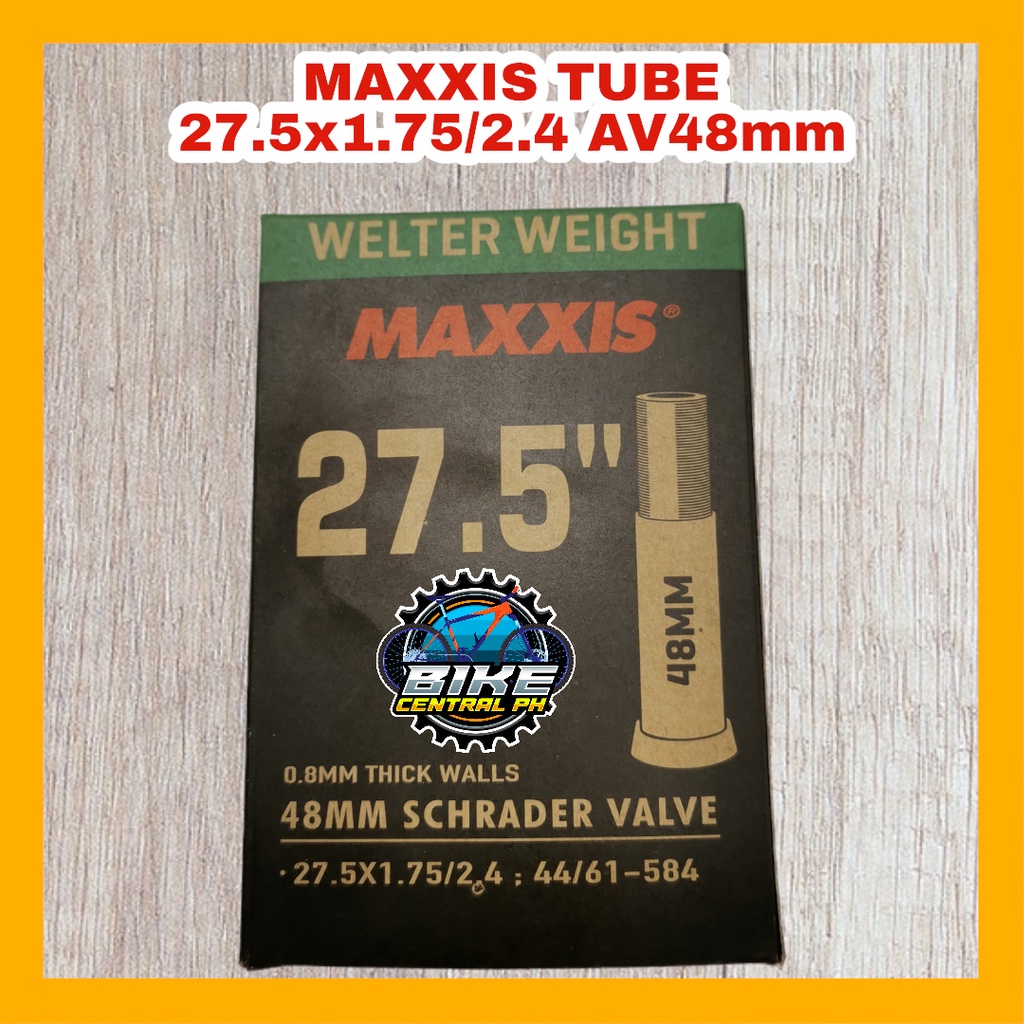 MAXXIS TUBE
27.5x1.75/2.4 AV48mm
WELTER WEIGHT
MAXXIS®
27.5"
48MM
BIKE
CENTRAL PH
0.8MM THICK WALLS
48MM SCHRADER VALVE
· 27.5X1.75/2.4 ; 44/61-584